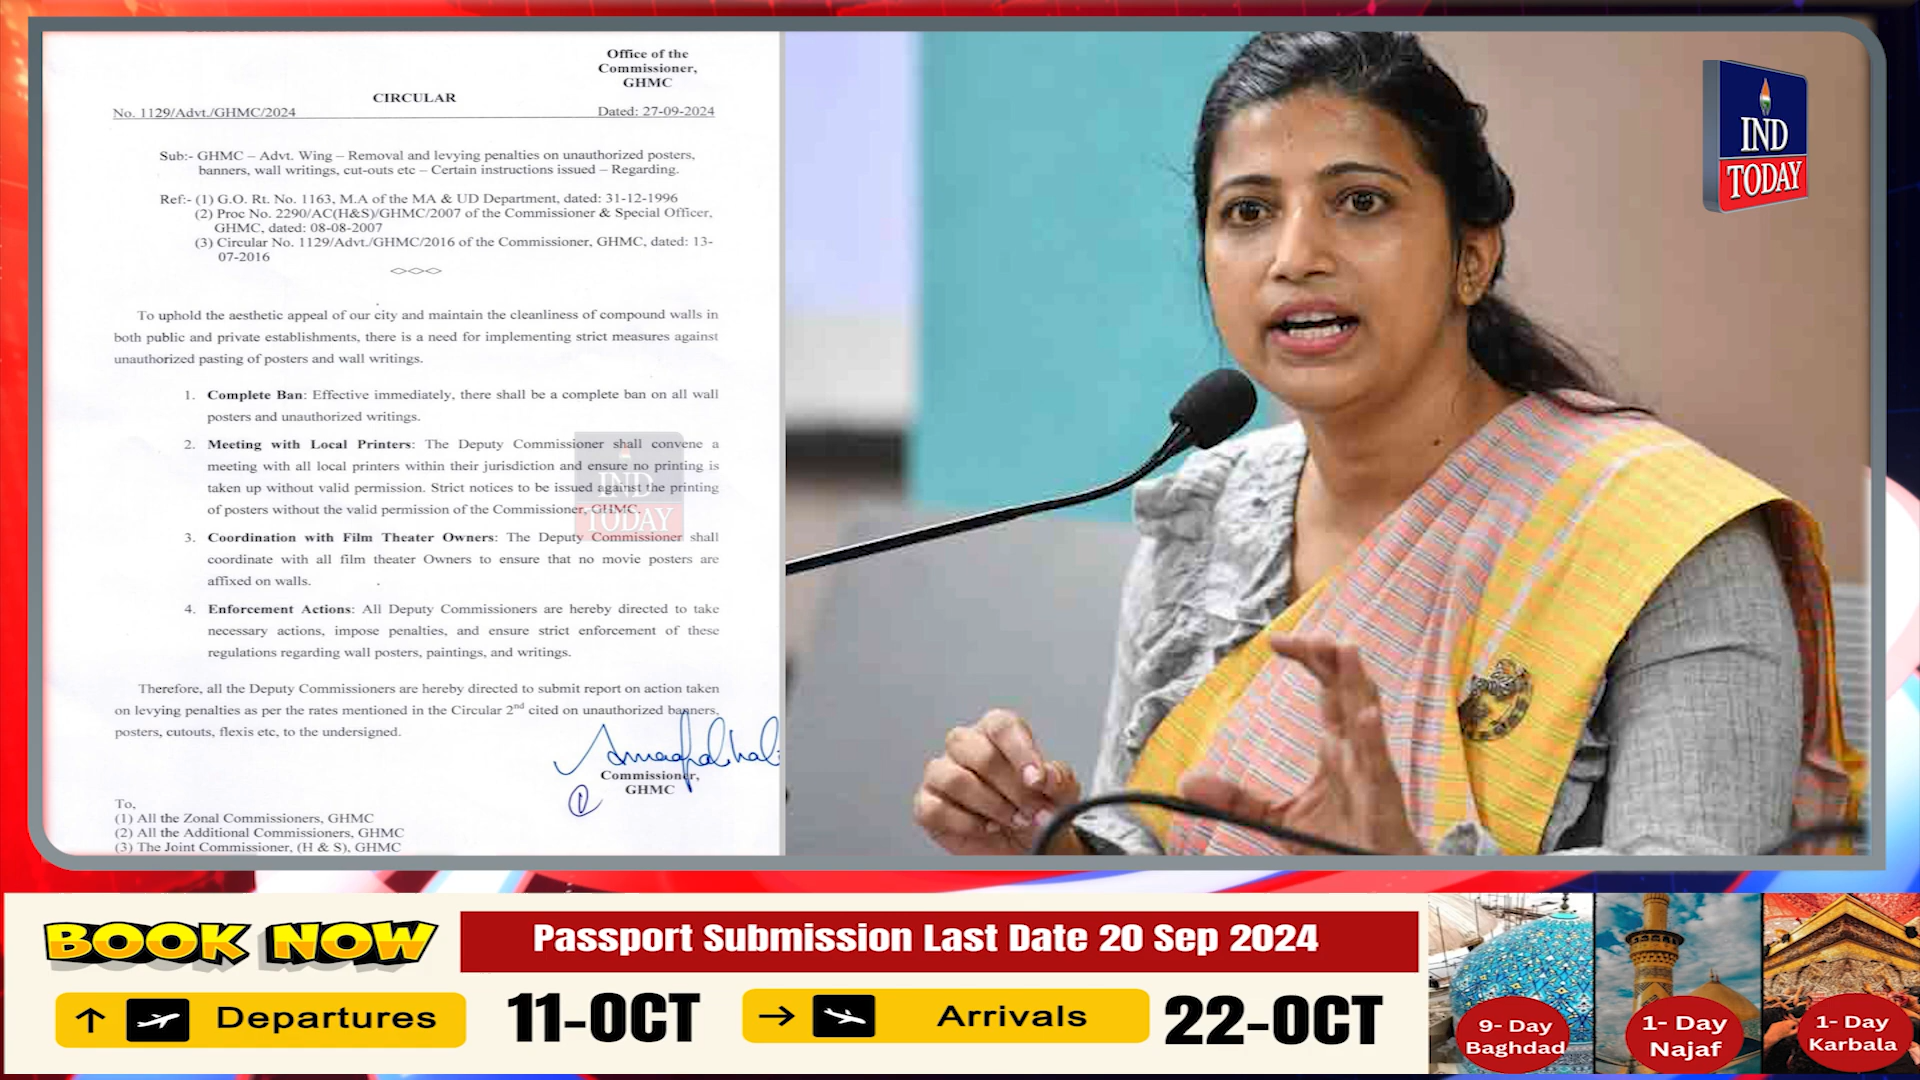 Office of the
Commissioner,
GHMC
CIRCULAR
No. 1129/Advt./GHMC/2024
Dated: 27-09-2024
Sub:- GHMC – Advt. Wing – Removal and levying penalties on unauthorized posters,
banners, wall writings, cut-outs etc – Certain instructions issued – Regarding.
Ref:- (1) G.O. Rt. No. 1163, M.A of the MA & UD Department, dated: 31-12-1996
(2) Proc No. 2290/AC(H&S)/GHMC/2007 of the Commissioner & Special Officer,
GHMC, dated: 08-08-2007
(3) Circular No. 1129/Advt./GHMC/2016 of the Commissioner, GHMC, dated: 13-
07-2016
To uphold the aesthetic appeal of our city and maintain the cleanliness of compound walls in
both public and private establishments, there is a need for implementing strict measures against
unauthorized pasting of posters and wall writings.
1. Complete Ban: Effective immediately, there shall be a complete ban on all wall
posters and unauthorized writings.
2. Meeting with Local Printers: The Deputy Commissioner shall convene a
meeting with all local printers within their jurisdiction and ensure no printing is
taken up without valid permission. Strict notices to be issued against the printing
of posters without the valid permission of the Commissioner, GHMC.
3. Coordination with Film Theater Owners: The Deputy Commissioner shall
coordinate with all film theater Owners to ensure that no movie posters are
affixed on walls.
4. Enforcement Actions: All Deputy Commissioners are hereby directed to take
necessary actions, impose penalties, and ensure strict enforcement of these
regulations regarding wall posters, paintings, and writings.
Therefore, all the Deputy Commissioners are hereby directed to submit report on action taken
on levying penalties as per the rates mentioned in the Circular 2nd cited on unauthorized banners,
posters, cutouts, flexis etc, to the undersigned.
Commissioner,
GHMC
To,
(1) All the Zonal Commissioners, GHMC
(2) All the Additional Commissioners, GHMC
(3) The Joint Commissioner, (H & S), GHMC
IND
TODAY
IND
TODAY
BOOK NOW
Passport Submission Last Date 20 Sep 2024
Departures
11-OCT
Arrivals
22-OCT
9- Day
Baghdad
1- Day
Najaf
1- Day
Karbala